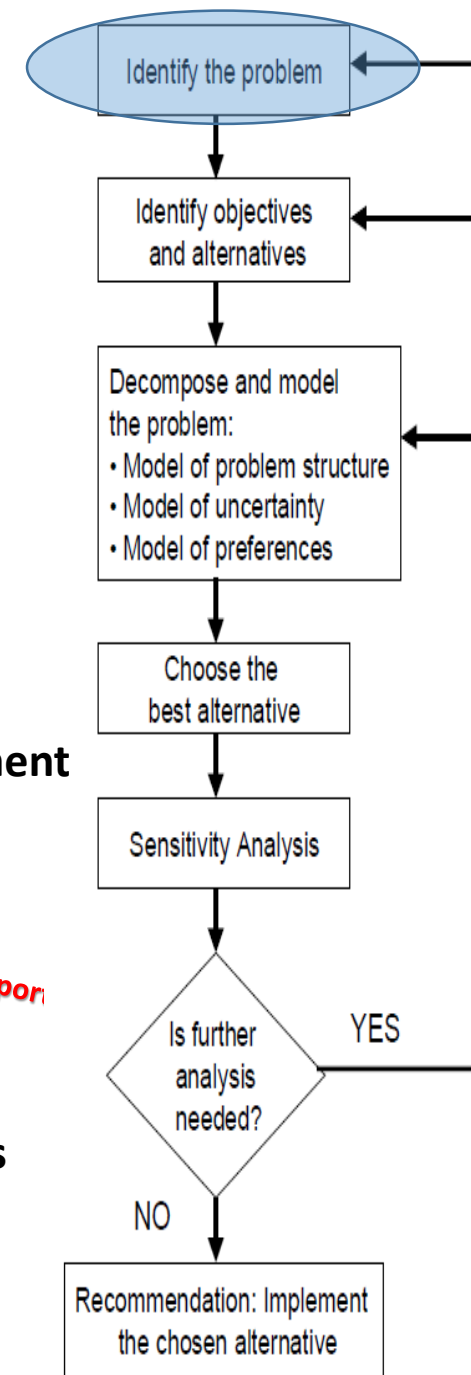 Identify the problem
Identify objectives
and alternatives
Decompose and model
the problem:
• Model of problem structure
• Model of uncertainty
• Model of preferences
Choose the
best alternative
Sensitivity Analysis
Is further
analysis
needed?
YES
NO
Recommendation: Implement
the chosen alternative